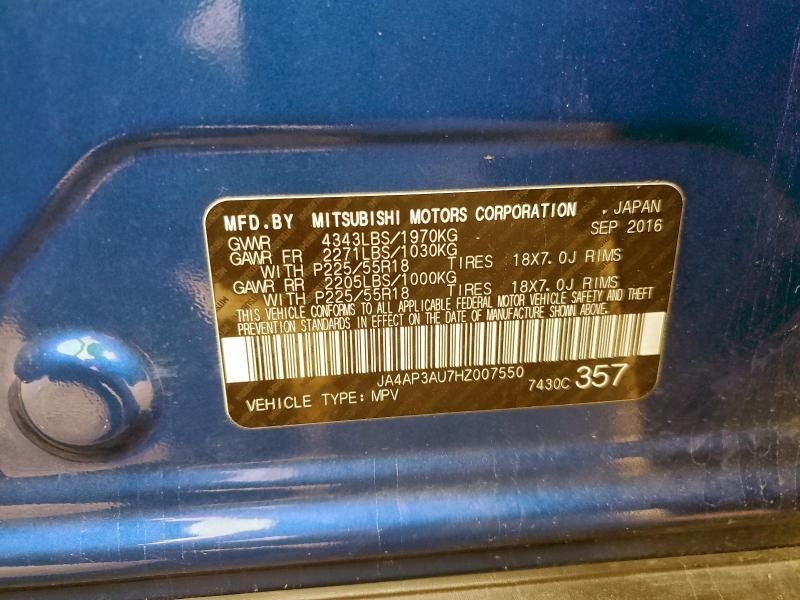 MFD.BY MITSUBISHI MOTORS CORPORATION , JAPAN
SEP 2016
GVWR 4343LBS/1970KG
GAWR FR 2271LBS/1030KG
WITH P225/55R18 TIRES 18X7.0J RIMS
GAWR RR 2205LBS/1000KG
WITH P225/55R18 TIRES 18X7.0J RIMS
THIS VEHICLE CONFORMS TO ALL APPLICABLE FEDERAL MOTOR VEHICLE SAFETY AND THEFT
PREVENTION STANDARDS IN EFFECT ON THE DATE OF MANUFACTURE SHOWN ABOVE.
JA4AP3AU7HZ007550
VEHICLE TYPE: MPV 7430C 357